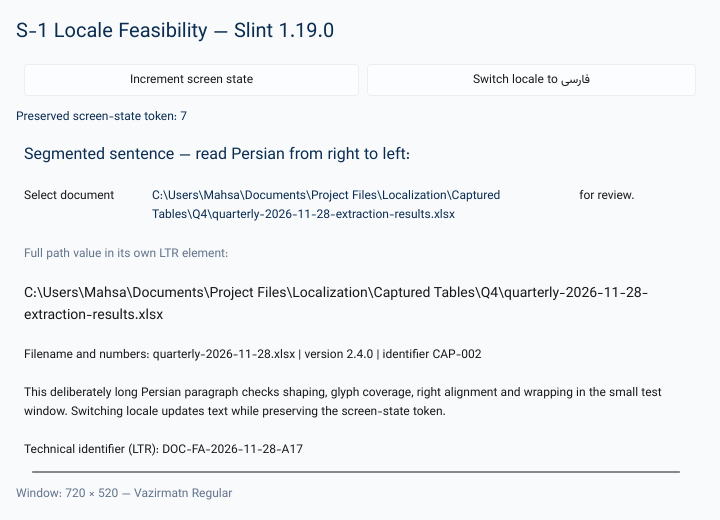 S-1 Locale Feasibility — Slint 1.19.0
Increment screen state
Switch locale to فارسی
Preserved screen-state token: 7
Segmented sentence — read Persian from right to left:
Select document C:\Users\Mahsa\Documents\Project Files\Localization\Captured for review.
Tables\Q4\quarterly-2026-11-28-extraction-results.xlsx
Full path value in its own LTR element:
C:\Users\Mahsa\Documents\Project Files\Localization\Captured Tables\Q4\quarterly-2026-11-28-
extraction-results.xlsx
Filename and numbers: quarterly-2026-11-28.xlsx | version 2.4.0 | identifier CAP-002
This deliberately long Persian paragraph checks shaping, glyph coverage, right alignment and wrapping in the small test
window. Switching locale updates text while preserving the screen-state token.
Technical identifier (LTR): DOC-FA-2026-11-28-A17
Window: 720 × 520 — Vazirmatn Regular